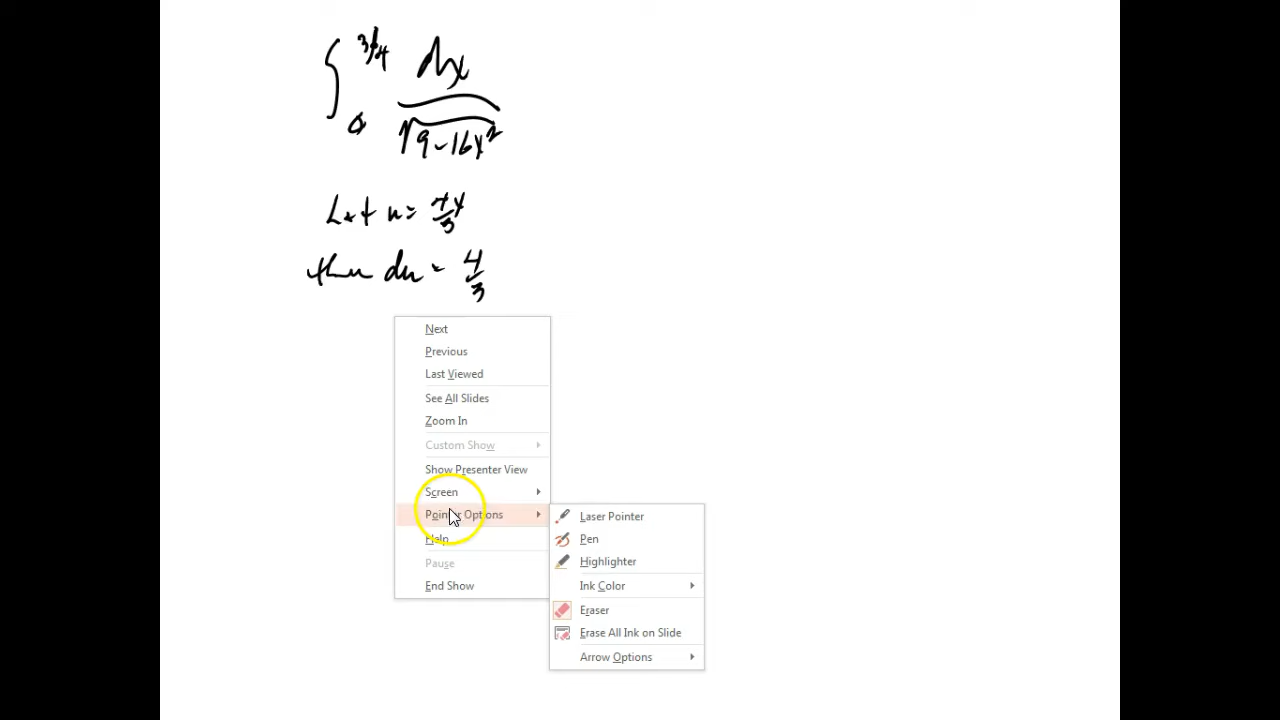 ∫₀^{3/4} dx / √(9-16x²)
Let u = 4x/3
then du = 4/3
Next
Previous
Last Viewed
See All Slides
Zoom In
Custom Show
Show Presenter View
Screen
Pointer Options
Help
Pause
End Show
Laser Pointer
Pen
Highlighter
Ink Color
Eraser
Erase All Ink on Slide
Arrow Options